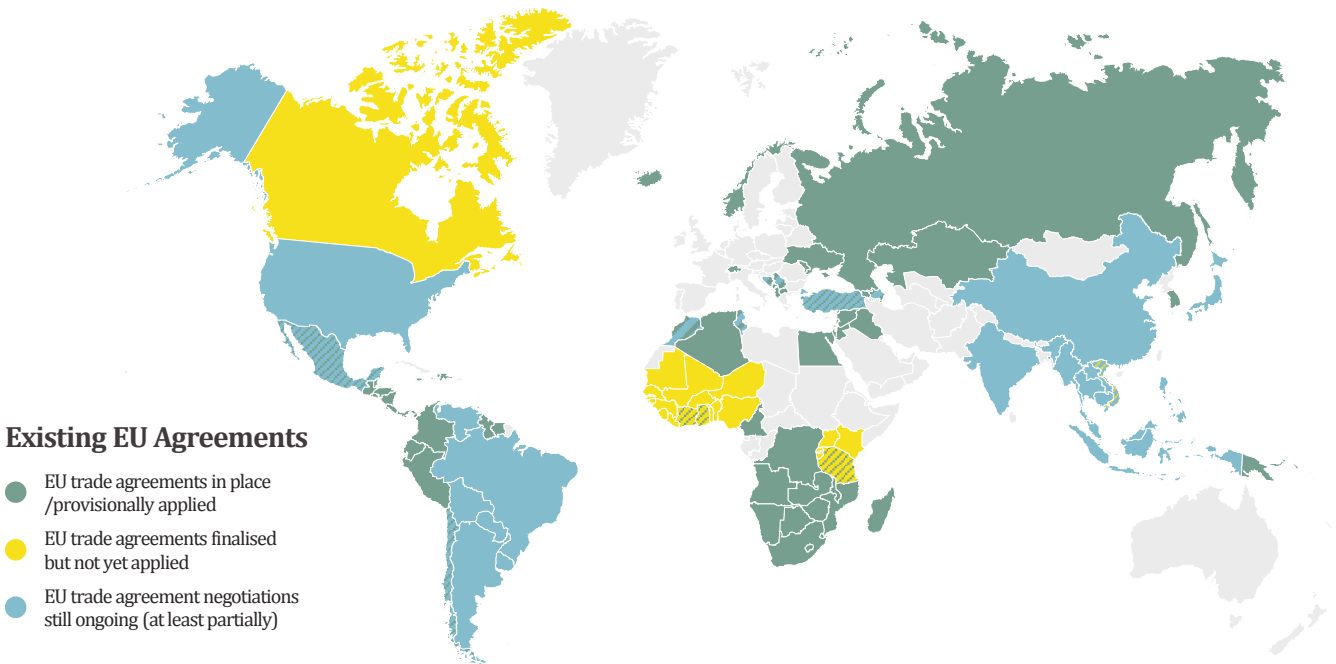 Existing EU Agreements
EU trade agreements in place
/provisionally applied
EU trade agreements finalised
but not yet applied
EU trade agreement negotiations
still ongoing (at least partially)